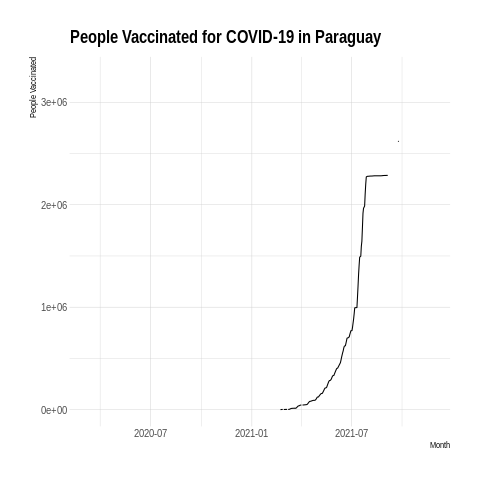 People Vaccinated for COVID-19 in Paraguay
People Vaccinated
3e+06
2e+06
1e+06
0e+00
2020-07 2021-01 2021-07
Month